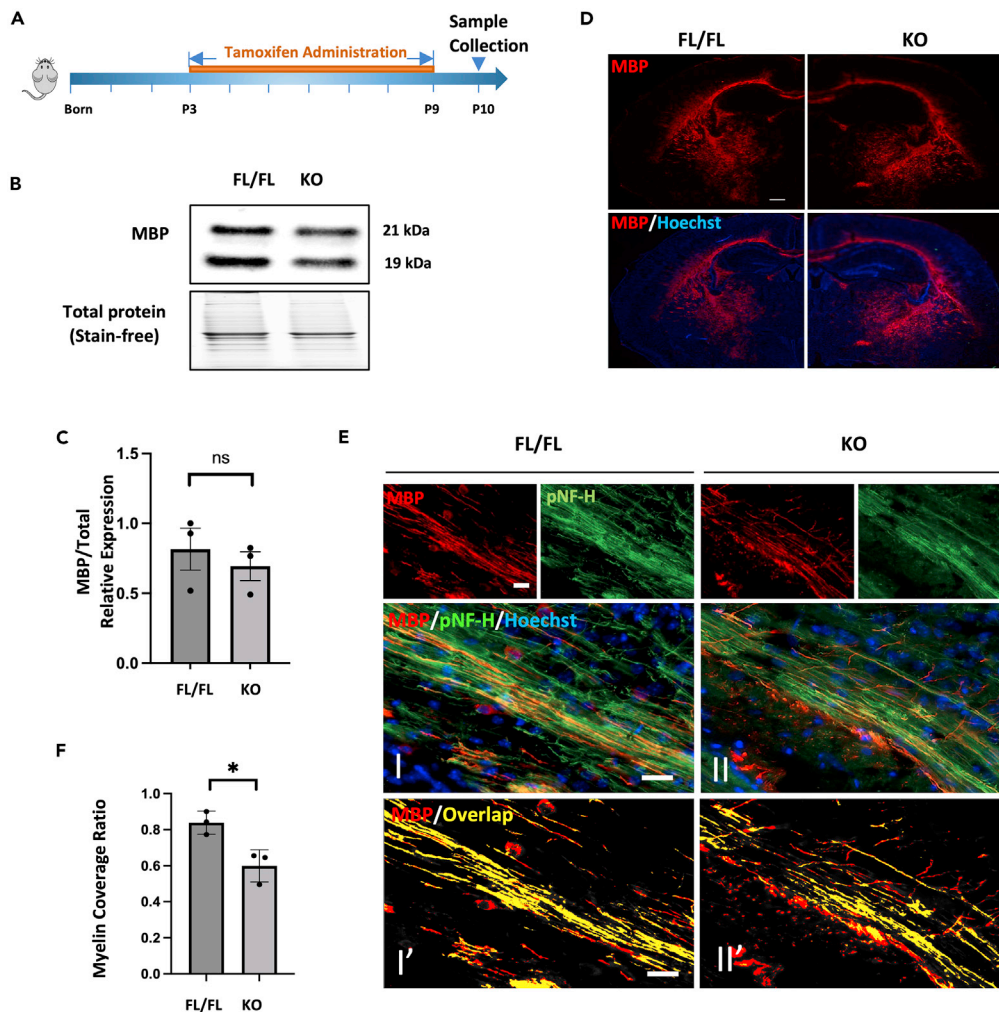 A
Tamoxifen Administration
Sample
Collection
Born
P3
P9
P10
B
FL/FL
KO
MBP
21 kDa
19 kDa
Total protein
(Stain-free)
C
MBP/Total
Relative Expression
1.5
1.0
0.5
0.0
ns
FL/FL
KO
D
FL/FL
KO
MBP
MBP/Hoechst
E
FL/FL
KO
MBP
pNF-H
MBP/pNF-H/Hoechst
I
II
MBP/Overlap
I'
II'
F
Myelin Coverage Ratio
1.0
0.8
0.6
0.4
0.2
0.0
*
FL/FL
KO